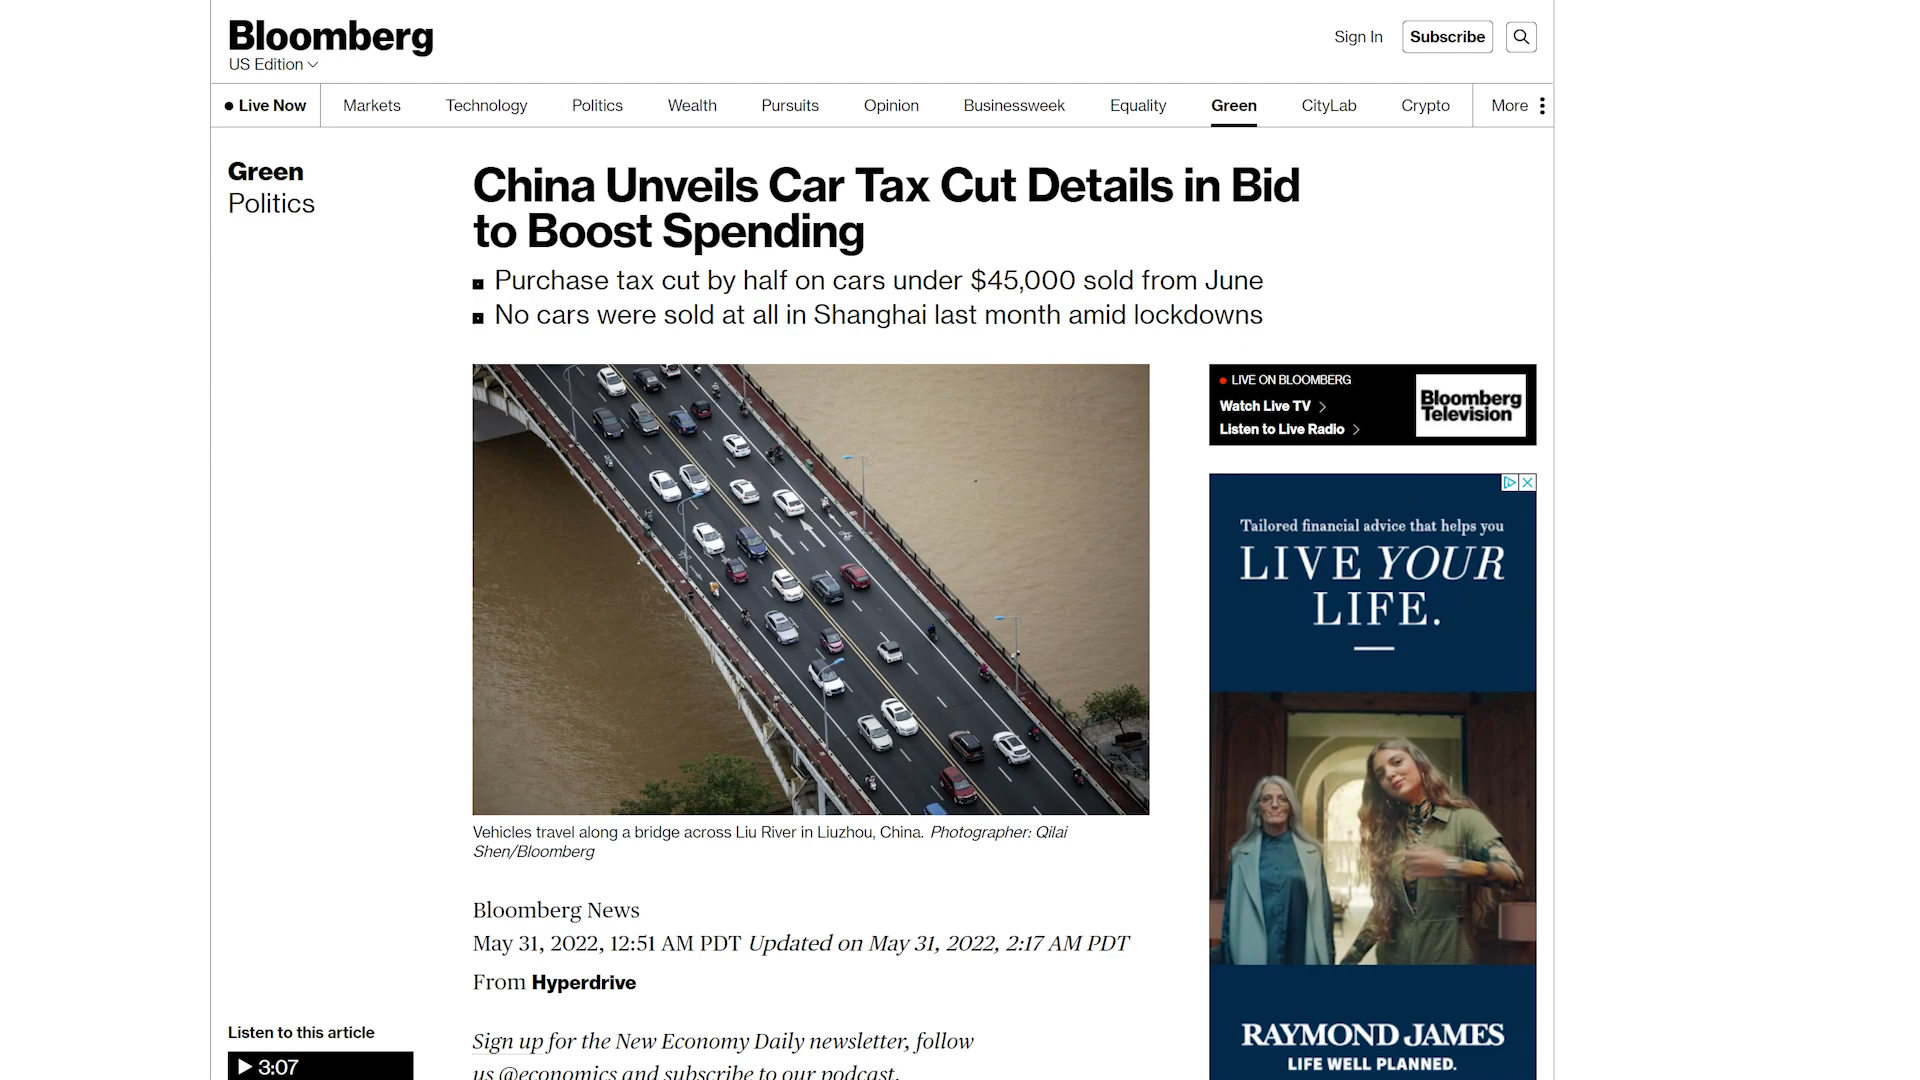 Bloomberg
US Edition
Sign In
Subscribe
Live Now
Markets
Technology
Politics
Wealth
Pursuits
Opinion
Businessweek
Equality
Green
CityLab
Crypto
More
Green
Politics
China Unveils Car Tax Cut Details in Bid
to Boost Spending
Purchase tax cut by half on cars under $45,000 sold from June
No cars were sold at all in Shanghai last month amid lockdowns
Vehicles travel along a bridge across Liu River in Liuzhou, China. Photographer: Qilai
Shen/Bloomberg
Bloomberg News
May 31, 2022, 12:51 AM PDT Updated on May 31, 2022, 2:17 AM PDT
From Hyperdrive
Listen to this article
3:07
Sign up for the New Economy Daily newsletter, follow
us @economics and subscribe to our podcast.
LIVE ON BLOOMBERG
Watch Live TV
Listen to Live Radio
Bloomberg
Television
Tailored financial advice that helps you
LIVE YOUR
LIFE.
RAYMOND JAMES
LIFE WELL PLANNED.